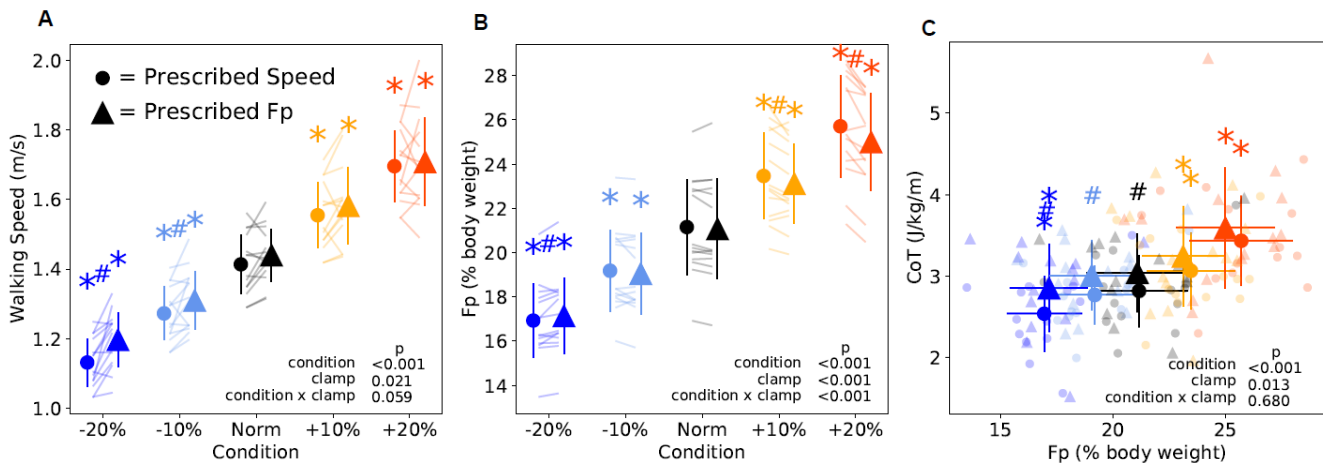 A
2.0
1.8
1.6
1.4
1.2
1.0
Walking Speed (m/s)
= Prescribed Speed
= Prescribed Fp
* # *
* # *
* *
* *
p
condition <0.001
clamp 0.021
condition x clamp 0.059
-20% -10% Norm +10% +20%
Condition
B
28
26
24
22
20
18
16
14
Fp (% body weight)
* # *
* *
* # *
* # *
p
condition <0.001
clamp <0.001
condition x clamp <0.001
-20% -10% Norm +10% +20%
Condition
C
5
4
3
2
CoT (J/kg/m)
* # # *
#
#
* *
* *
p
condition <0.001
clamp 0.013
condition x clamp 0.680
15 20 25
Fp (% body weight)